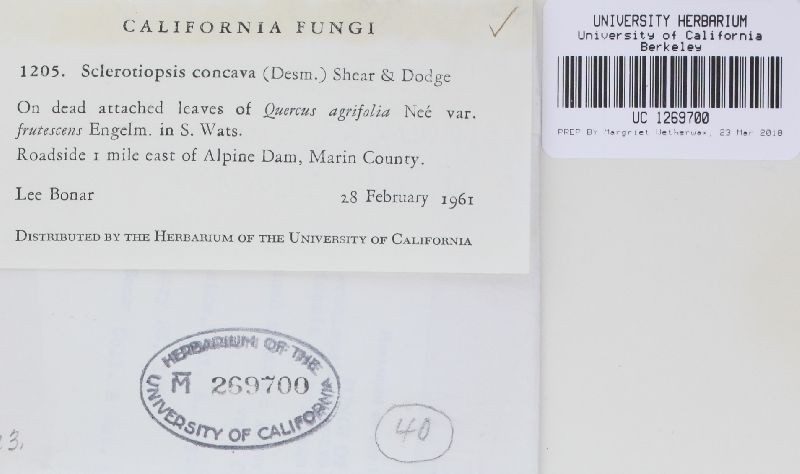 CALIFORNIA FUNGI
✓
1205. Sclerotiopsis concava (Desm.) Shear & Dodge
On dead attached leaves of Quercus agrifolia Neé var.
frutescens Engelm. in S. Wats.
Roadside 1 mile east of Alpine Dam, Marin County.
Lee Bonar 28 February 1961
DISTRIBUTED BY THE HERBARIUM OF THE UNIVERSITY OF CALIFORNIA
UNIVERSITY HERBARIUM
University of California
Berkeley
UC 1269700
PREP BY Margriet Wetherwax, 23 Mar 2018
HERBARIUM OF THE
M 269700
UNIVERSITY OF CALIFORNIA
40
3.